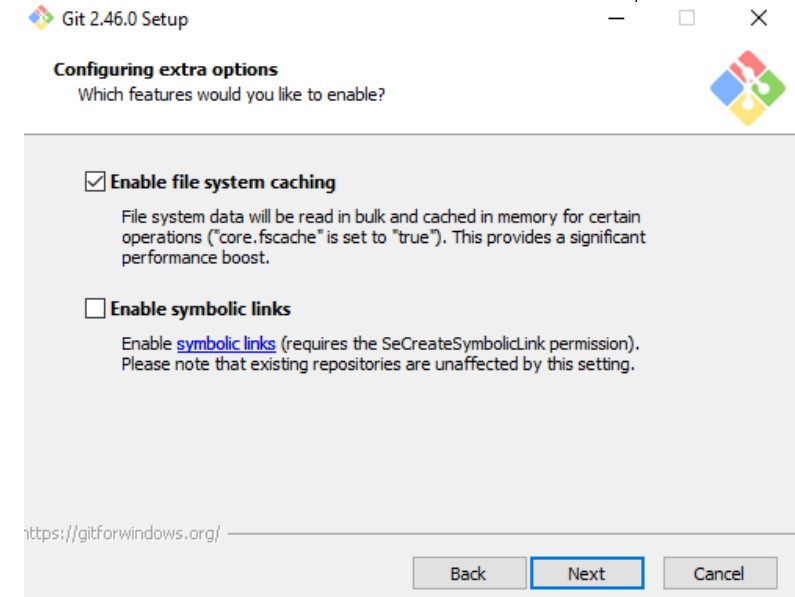 Git 2.46.0 Setup
Configuring extra options
Which features would you like to enable?
Enable file system caching
File system data will be read in bulk and cached in memory for certain
operations ("core.fscache" is set to "true"). This provides a significant
performance boost.
Enable symbolic links
Enable symbolic links (requires the SeCreateSymbolicLink permission).
Please note that existing repositories are unaffected by this setting.
https://gitforwindows.org/
Back Next Cancel